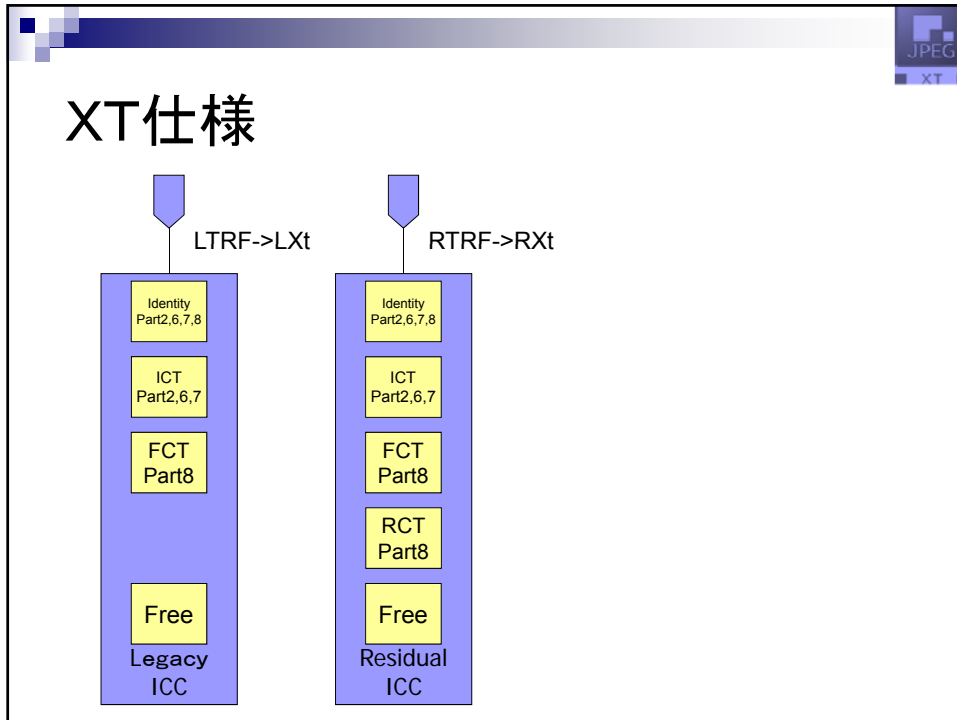 JPEG
XT
XT仕様
LTRF->LXt
RTRF->RXt
Identity
Part2,6,7,8
ICT
Part2,6,7
FCT
Part8
Free
Legacy
ICC
Identity
Part2,6,7,8
ICT
Part2,6,7
FCT
Part8
RCT
Part8
Free
Residual
ICC